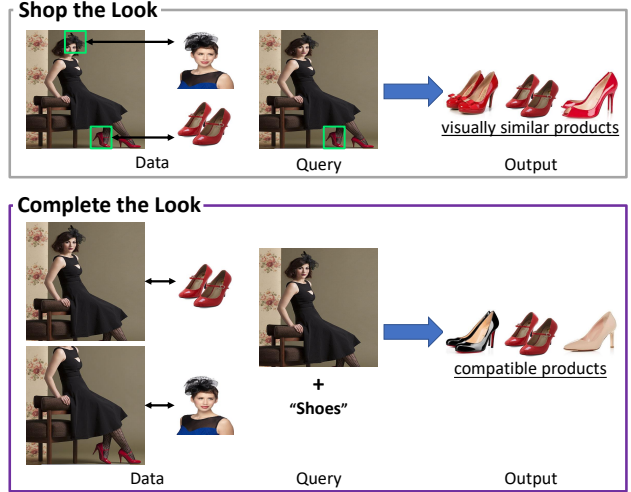 Shop the Look
visually similar products
Data
Query
Output
Complete the Look
+
"Shoes"
compatible products
Data
Query
Output